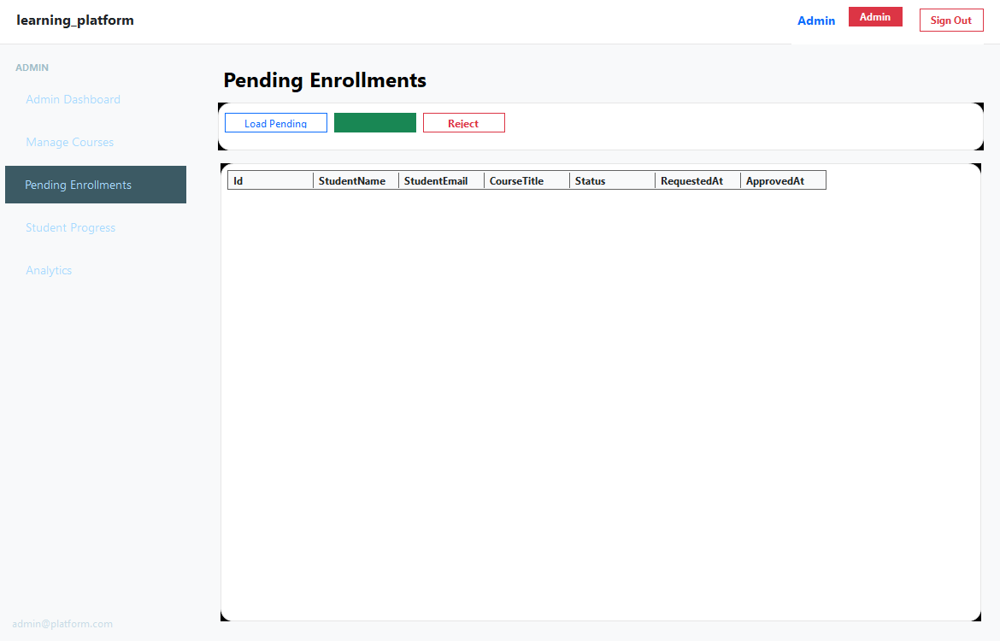 learning_platform
Admin
Admin
Sign Out
ADMIN
Admin Dashboard
Manage Courses
Pending Enrollments
Student Progress
Analytics
admin@platform.com
Pending Enrollments
Load Pending
Reject
Id StudentName StudentEmail CourseTitle Status RequestedAt ApprovedAt